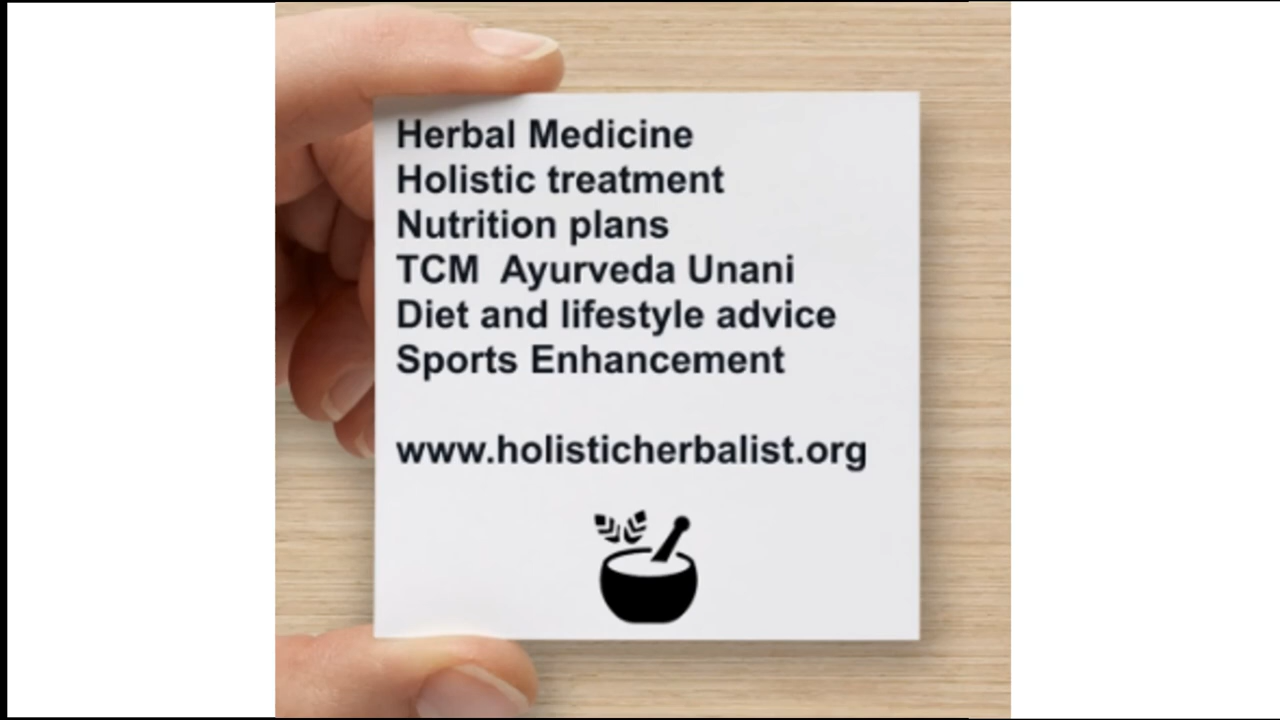 Herbal Medicine
Holistic treatment
Nutrition plans
TCM  Ayurveda Unani
Diet and lifestyle advice
Sports Enhancement
www.holisticherbalist.org